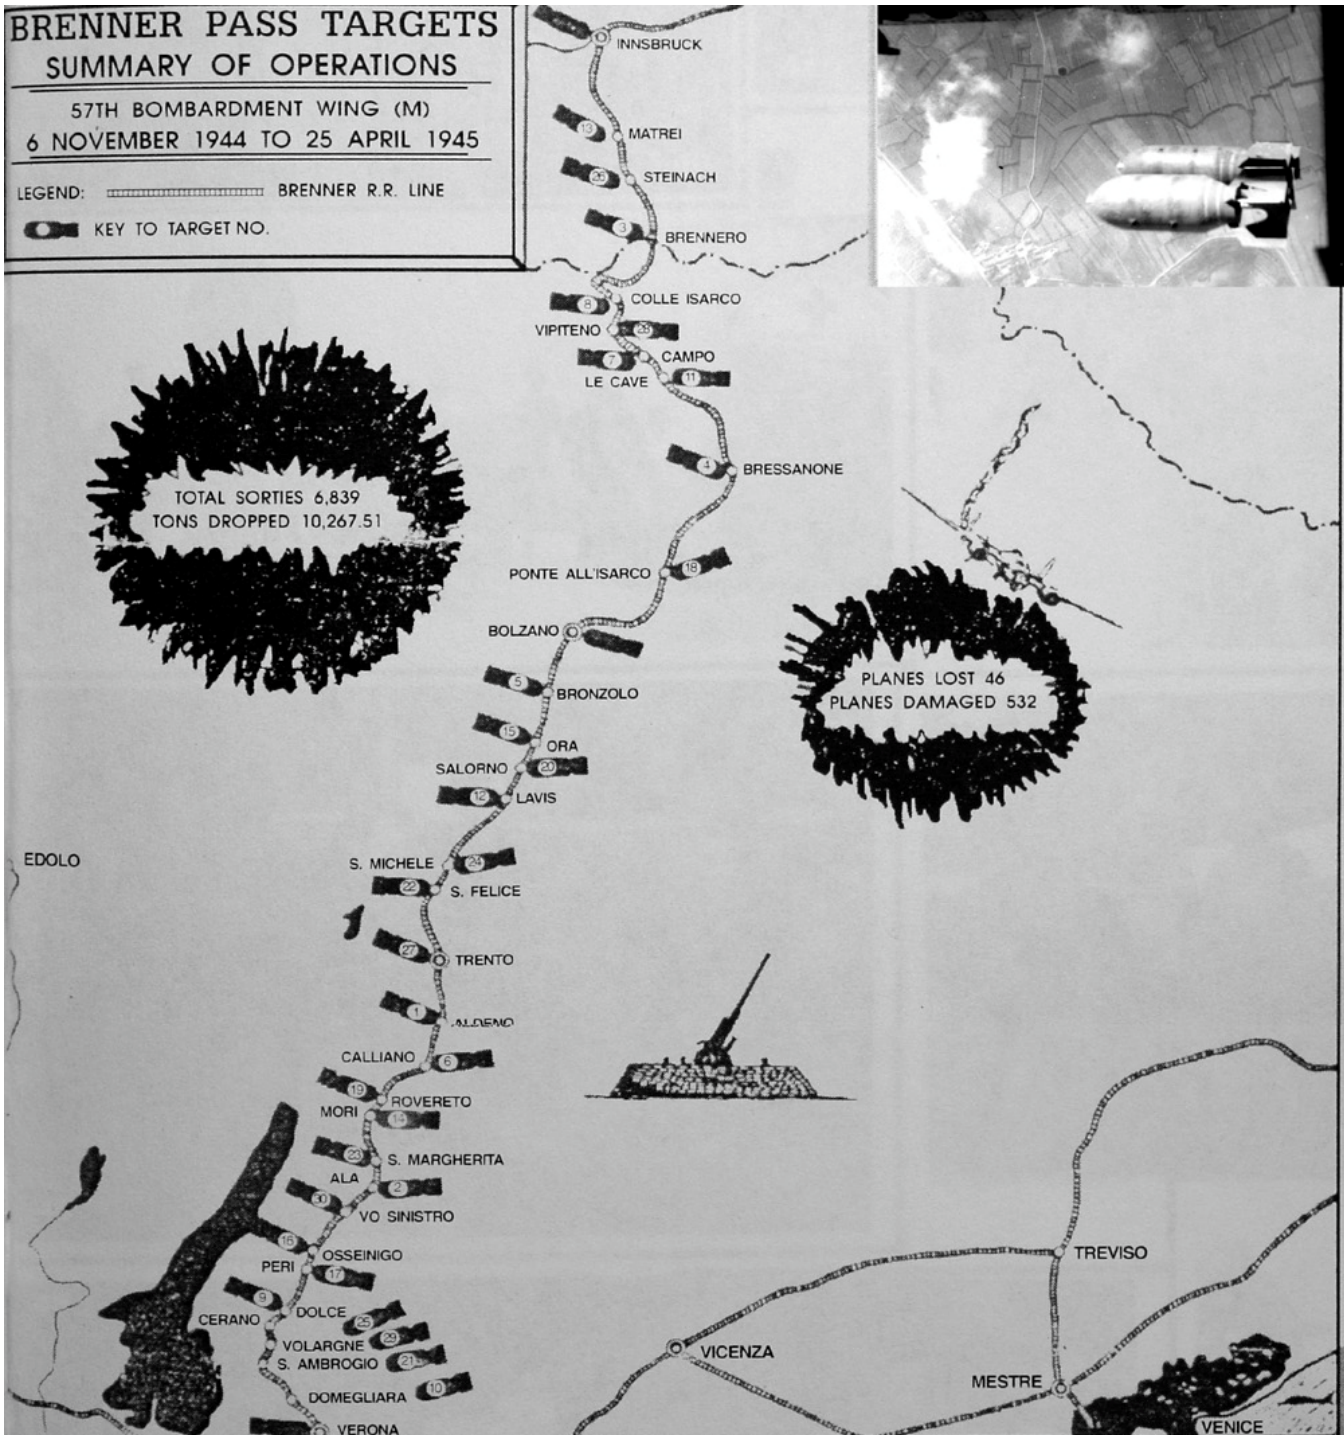 BRENNER PASS TARGETS
SUMMARY OF OPERATIONS
57TH BOMBARDMENT WING (M)
6 NOVEMBER 1944 TO 25 APRIL 1945
LEGEND: BRENNER R.R. LINE
KEY TO TARGET NO.
INNSBRUCK
13 MATREI
26 STEINACH
3 BRENNERO
8 COLLE ISARCO
VIPITENO 28
7 CAMPO
LE CAVE 11
4 BRESSANONE
TOTAL SORTIES 6,839
TONS DROPPED 10,267.51
PONTE ALL'ISARCO 18
BOLZANO
PLANES LOST 46
PLANES DAMAGED 532
5 BRONZOLO
15 ORA
SALORNO 20
12 LAVIS
EDOLO
S. MICHELE 24
22 S. FELICE
27 TRENTO
1 ALDENO
CALLIANO 6
19 ROVERETO
MORI 14
23 S. MARGHERITA
ALA 2
30 VO SINISTRO
16 OSSEINIGO
PERI 17
9 DOLCE
CERANO 25
VOLARGNE 29
S. AMBROGIO 21
DOMEGLIARA 10
VERONA
TREVISO
VICENZA
MESTRE
VENICE